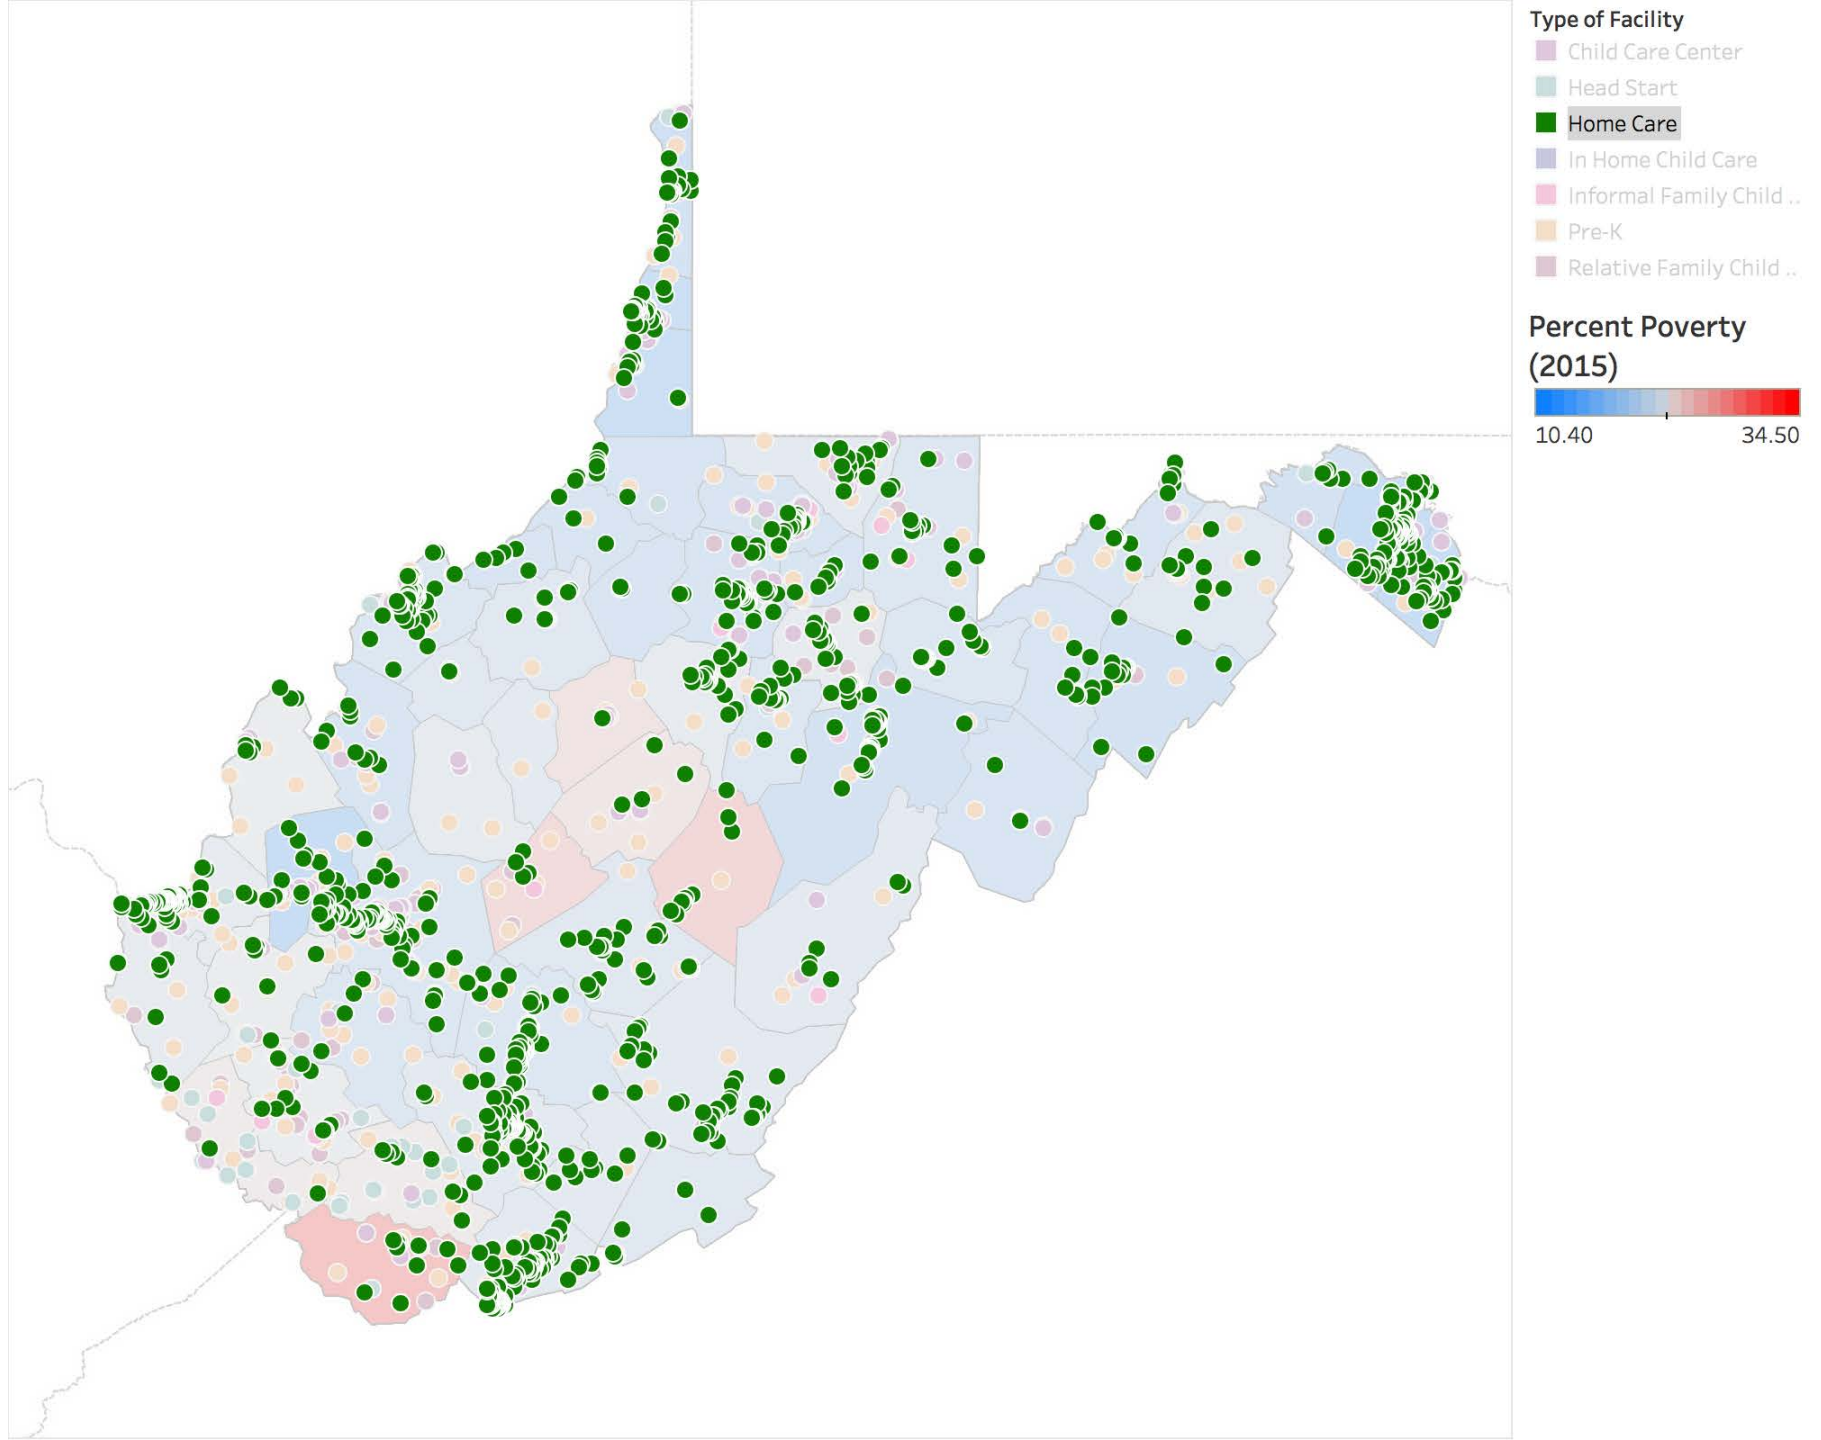 Type of Facility
Child Care Center
Head Start
Home Care
In Home Child Care
Informal Family Child ..
Pre-K
Relative Family Child ..
Percent Poverty
(2015)
10.40 34.50